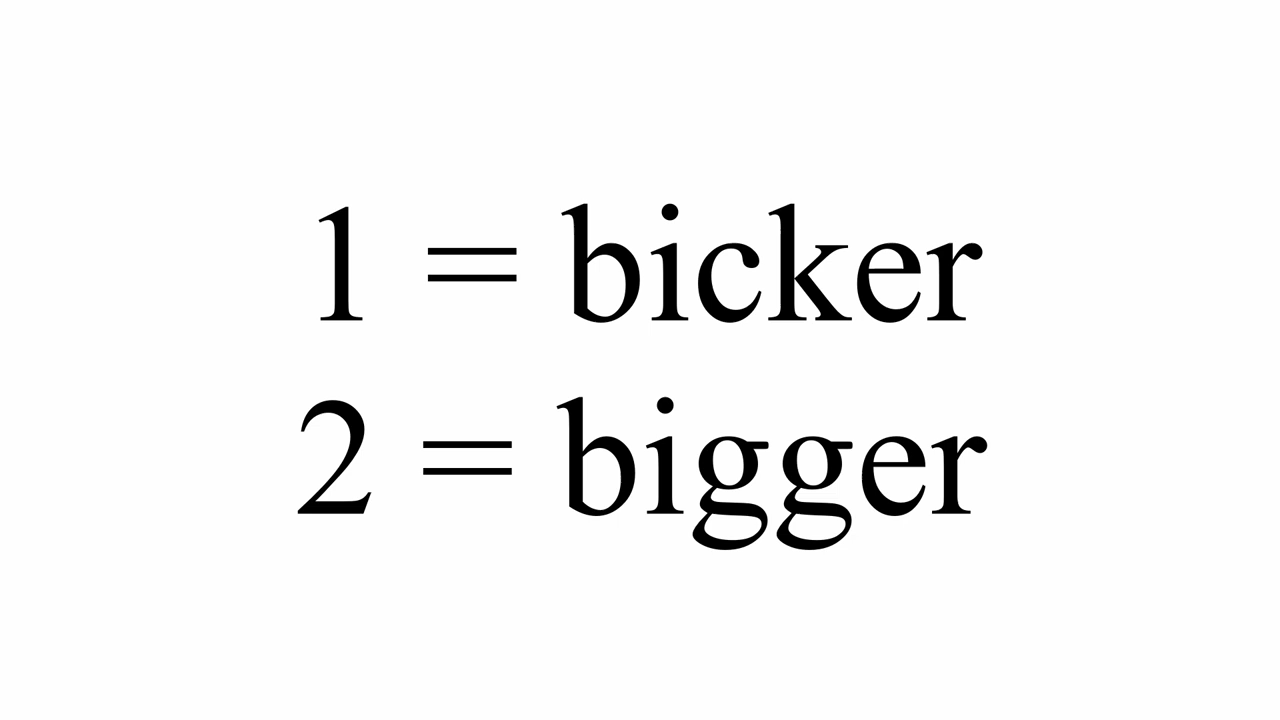 1 = bicker
2 = bigger